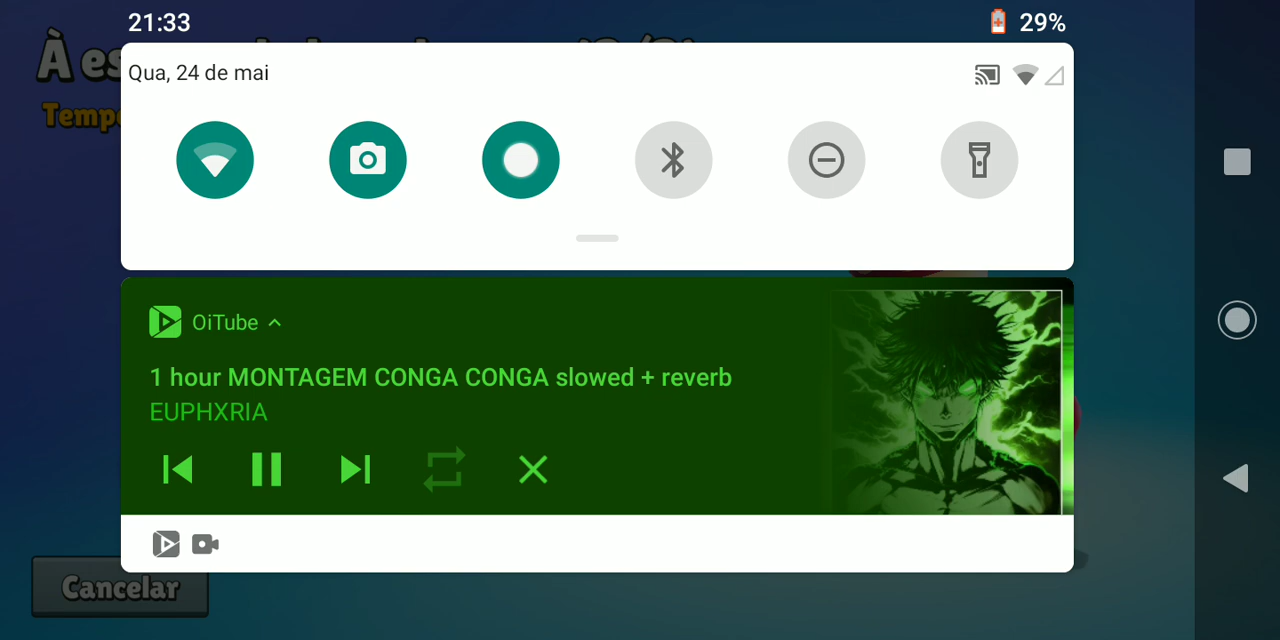 21:33
29%
Qua, 24 de mai
OiTube
1 hour MONTAGEM CONGA CONGA slowed + reverb
EUPHXRIA
Cancelar